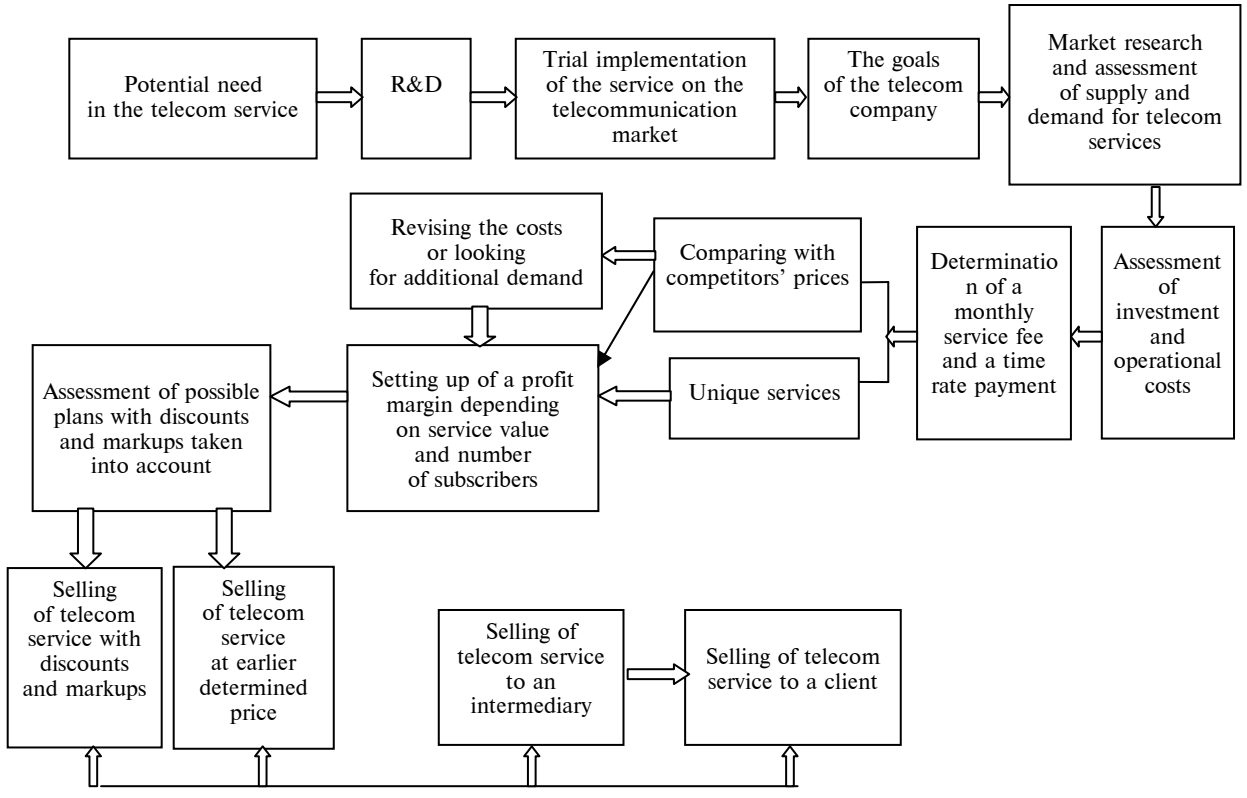 Potential need
in the telecom service
R&D
Trial implementation
of the service on the
telecommunication
market
The goals
of the telecom
company
Market research
and assessment
of supply and
demand for telecom
services
Revising the costs
or looking
for additional demand
Comparing with
competitors’ prices
Determinatio
n of a
monthly
service fee
and a time
rate payment
Assessment
of
investment
and
operational
costs
Assessment of possible
plans with discounts
and markups taken
into account
Setting up of a profit
margin depending
on service value
and number
of subscribers
Unique services
Selling
of telecom
service with
discounts
and markups
Selling
of telecom
service
at earlier
determined
price
Selling of
telecom service
to an
intermediary
Selling of telecom
service to a client